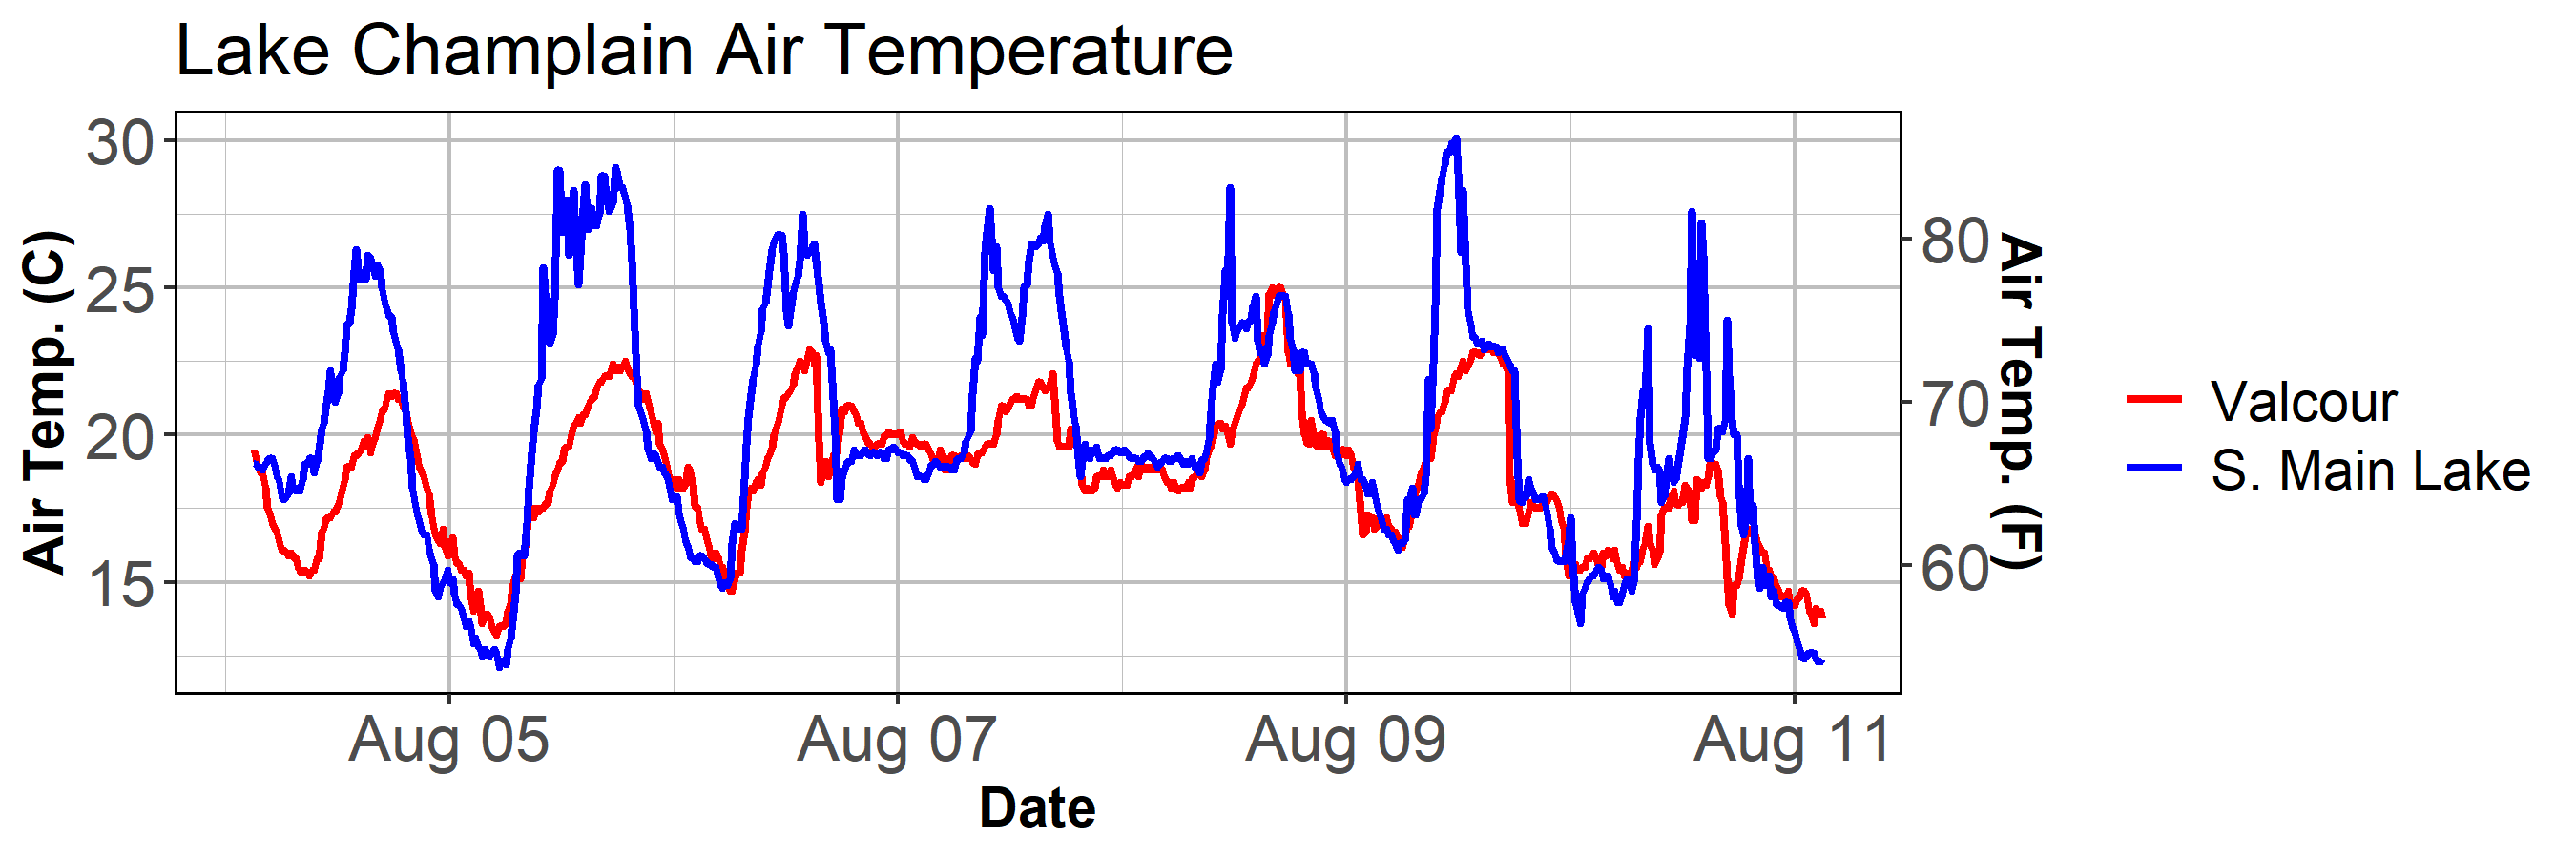 Lake Champlain Air Temperature
Air Temp. (C)
30
25
20
15
80
70
60
Air Temp. (F)
Aug 05
Aug 07
Aug 09
Aug 11
Date
Valcour
S. Main Lake